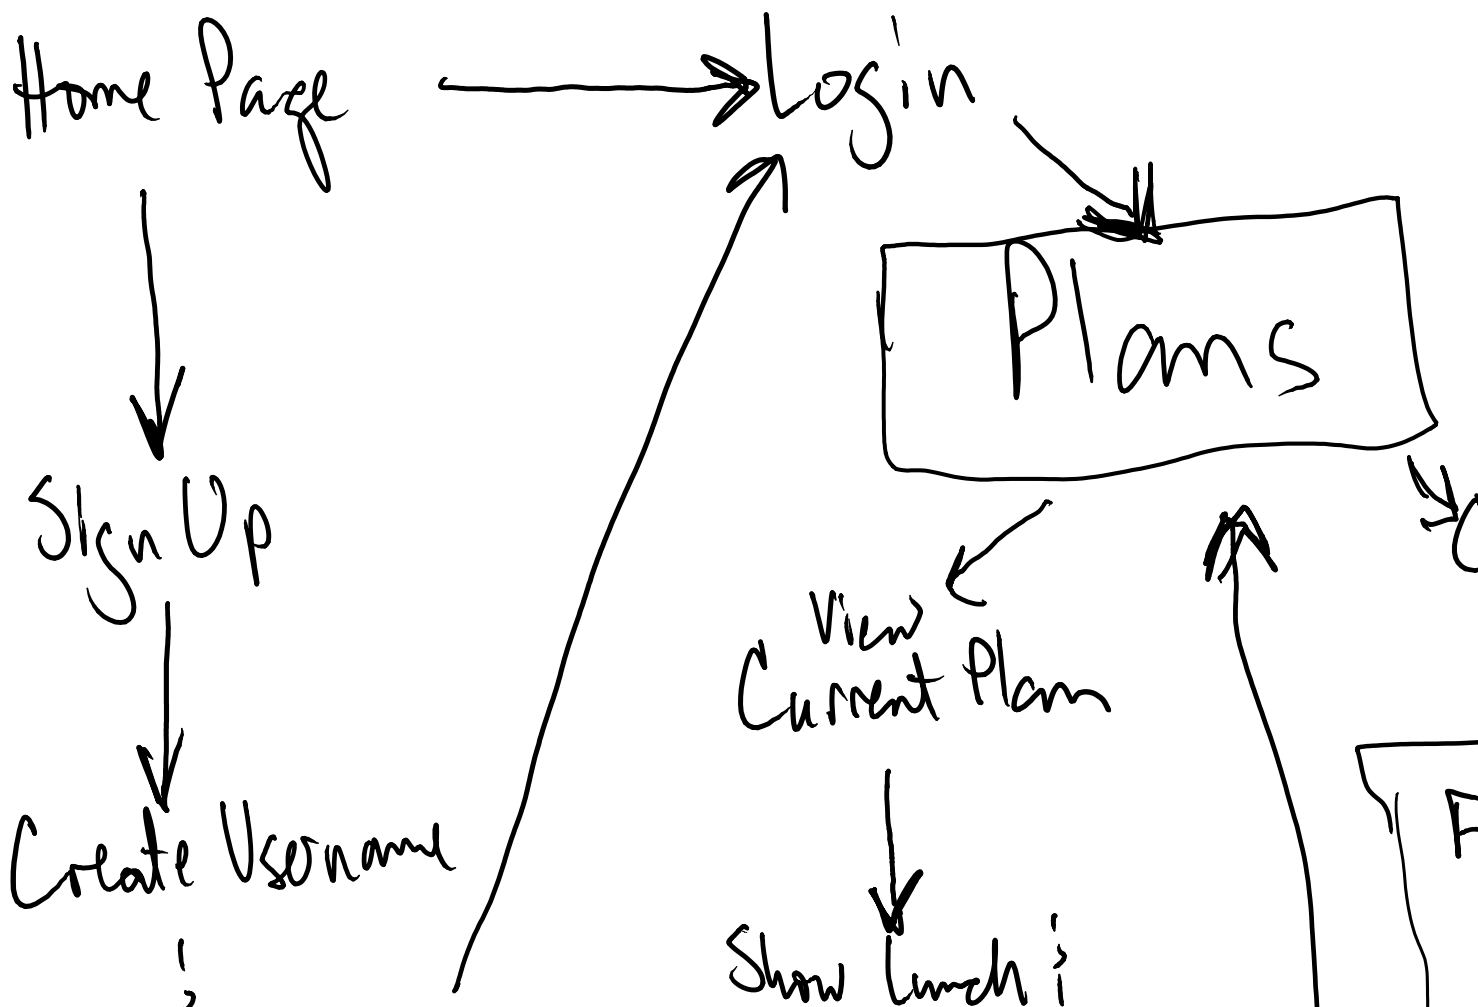 Home Page
Login
Plans
Sign Up
View
Current Plan
Create Username
Show Lunch